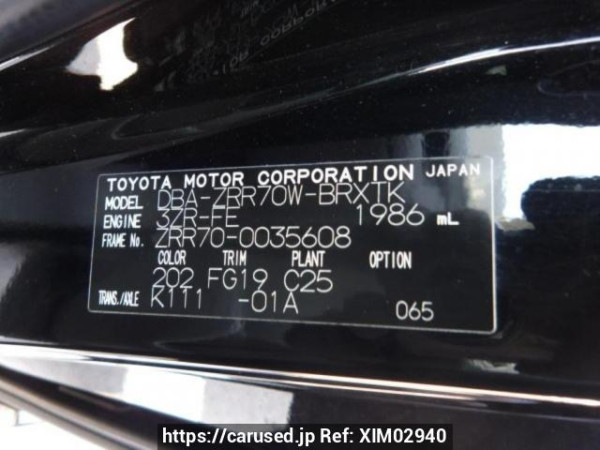 TOYOTA MOTOR CORPORATION JAPAN
MODEL DBA-ZRR70W-BRXTK
ENGINE 3ZR-FE 1986 mL
FRAME No. ZRR70-0035608
COLOR TRIM PLANT OPTION
202 FG19 C25
TRANS./AXLE K111 -01A
065
https://carused.jp Ref: XIM02940